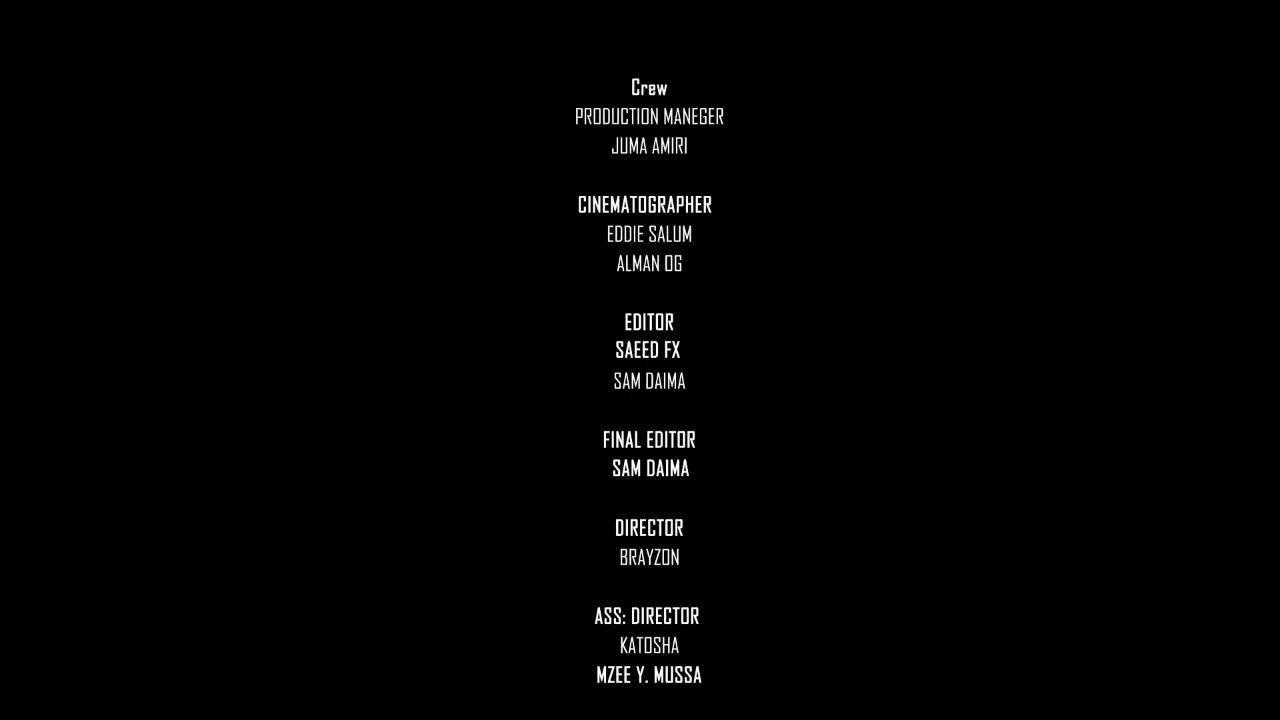 Crew
PRODUCTION MANEGER
JUMA AMIRI
CINEMATOGRAPHER
EDDIE SALUM
ALMAN OG
EDITOR
SAEED FX
SAM DAIMA
FINAL EDITOR
SAM DAIMA
DIRECTOR
BRAYZON
ASS: DIRECTOR
KATOSHA
MZEE Y. MUSSA